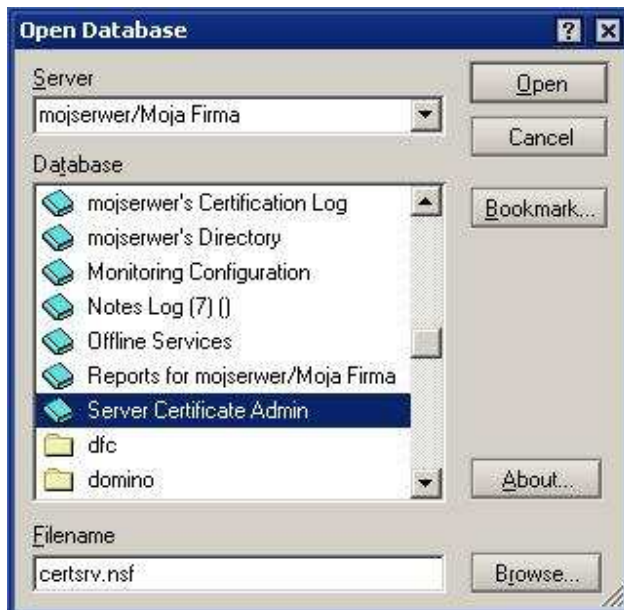 Open Database
Server
mojserwer/Moja Firma
Open
Cancel
Database
mojserwer's Certification Log
mojserwer's Directory
Monitoring Configuration
Notes Log (7) ()
Offline Services
Reports for mojserwer/Moja Firma
Server Certificate Admin
dfc
domino
Bookmark...
About...
Filename
certsrv.nsf
Browse...